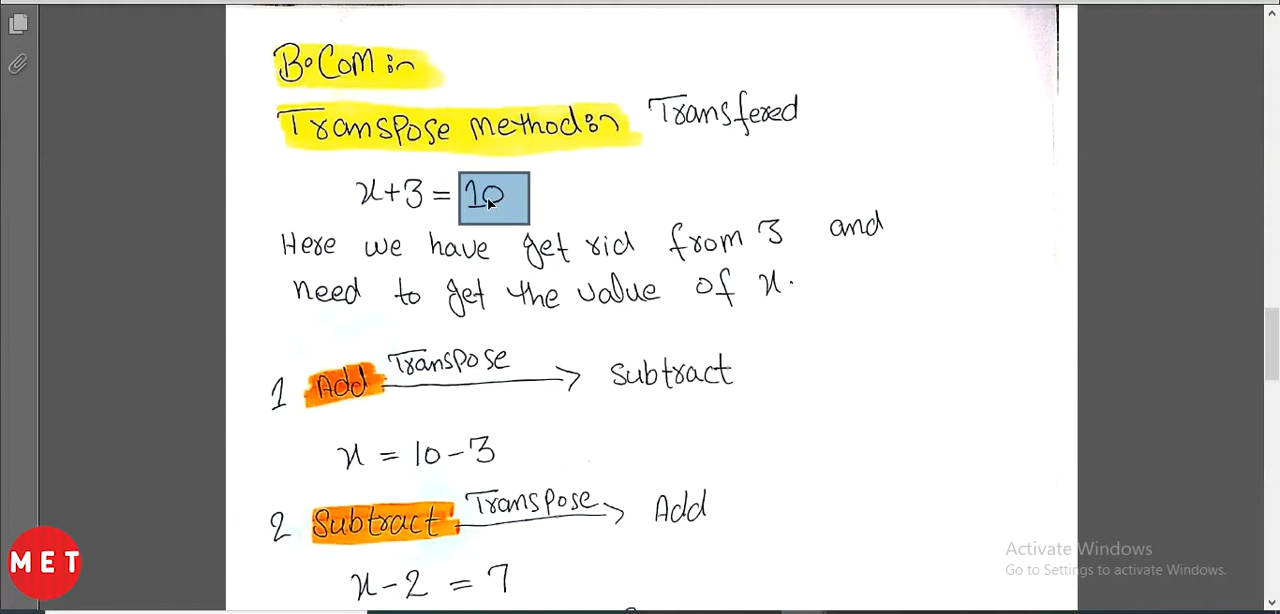 B.Com:~
Transpose method:~ Transfered
x+3 = 10
Here we have get rid from 3 and
need to get the value of x.
1 Add Transpose → Subtract
x = 10-3
2 Subtract Transpose → Add
x-2 = 7
MET
Activate Windows
Go to Settings to activate Windows.